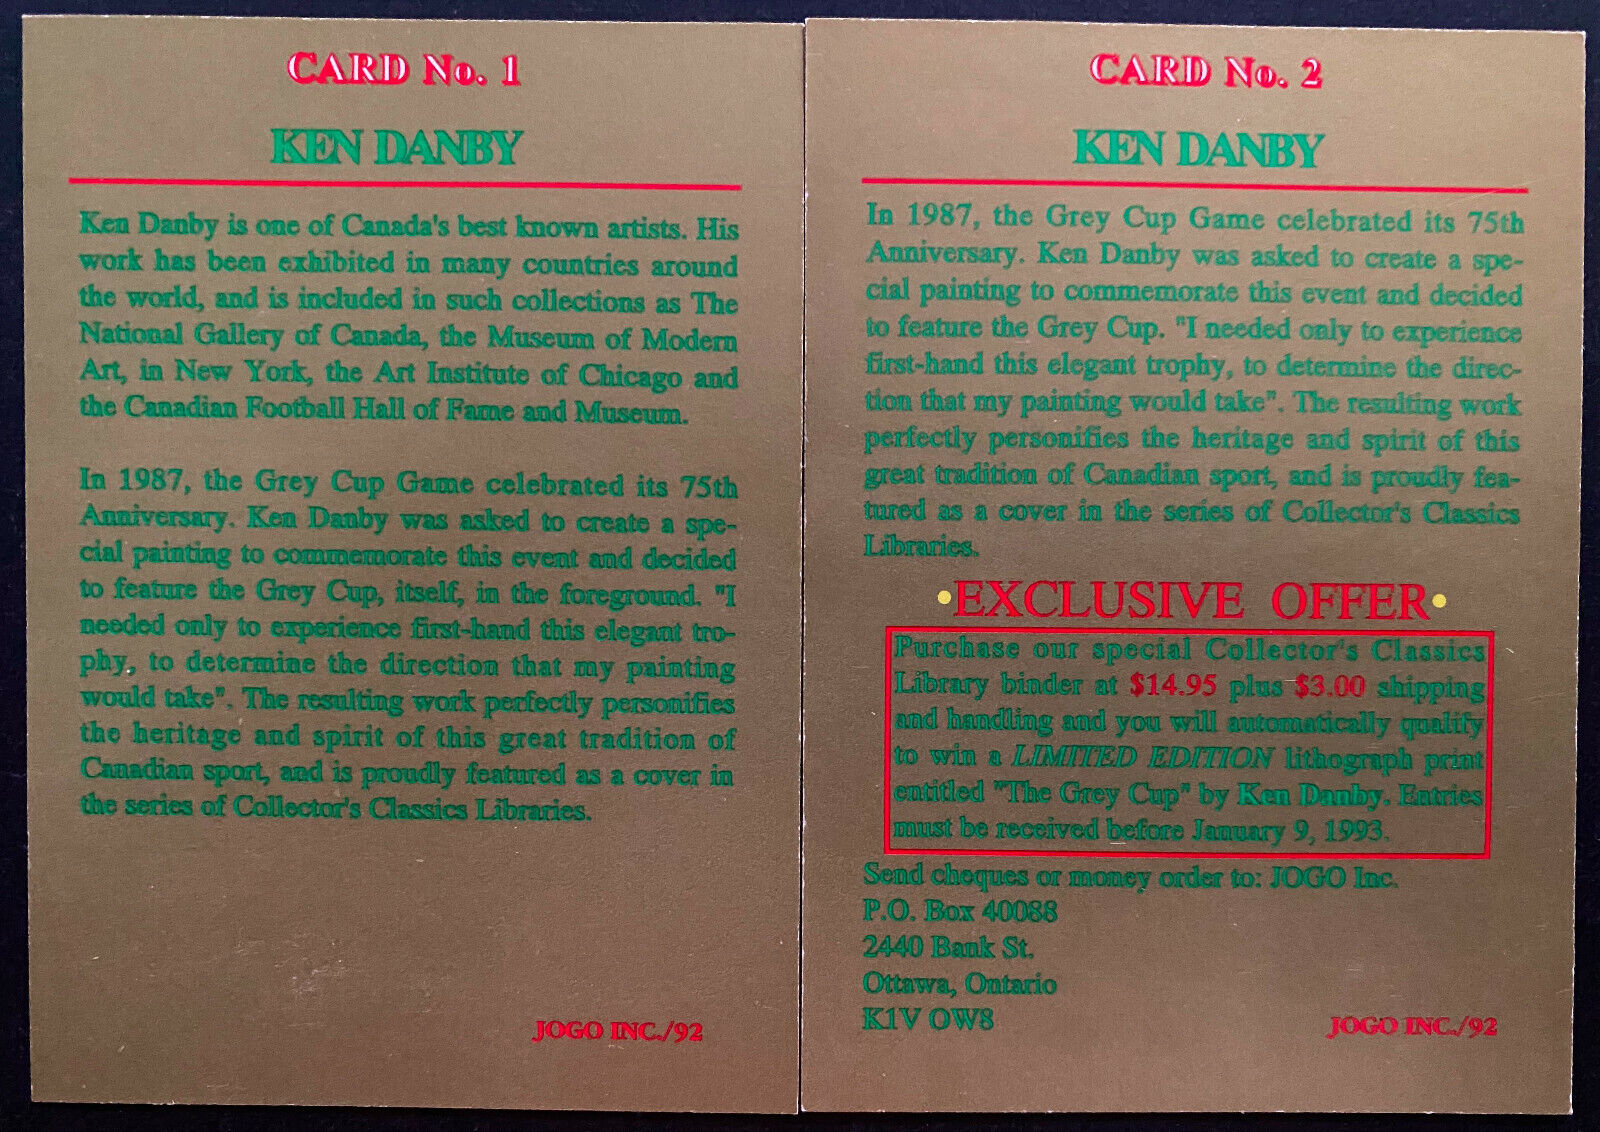 CARD No. 1
KEN DANBY
Ken Danby is one of Canada's best known artists. His
work has been exhibited in many countries around
the world, and is included in such collections as The
National Gallery of Canada, the Museum of Modern
Art, in New York, the Art Institute of Chicago and
the Canadian Football Hall of Fame and Museum.
In 1987, the Grey Cup Game celebrated its 75th
Anniversary. Ken Danby was asked to create a spe-
cial painting to commemorate this event and decided
to feature the Grey Cup, itself, in the foreground. "I
needed only to experience first-hand this elegant tro-
phy, to determine the direction that my painting
would take". The resulting work perfectly personifies
the heritage and spirit of this great tradition of
Canadian sport, and is proudly featured as a cover in
the series of Collector's Classics Libraries.
JOGO INC./92
CARD No. 2
KEN DANBY
In 1987, the Grey Cup Game celebrated its 75th
Anniversary. Ken Danby was asked to create a spe-
cial painting to commemorate this event and decided
to feature the Grey Cup. "I needed only to experience
first-hand this elegant trophy, to determine the direc-
tion that my painting would take". The resulting work
perfectly personifies the heritage and spirit of this
great tradition of Canadian sport, and is proudly fea-
tured as a cover in the series of Collector's Classics
Libraries.
•EXCLUSIVE OFFER•
Purchase our special Collector's Classics
Library binder at $14.95 plus $3.00 shipping
and handling and you will automatically qualify
to win a LIMITED EDITION lithograph print
entitled "The Grey Cup" by Ken Danby. Entries
must be received before January 9, 1993.
Send cheques or money order to: JOGO Inc.
P.O. Box 40088
2440 Bank St.
Ottawa, Ontario
K1V OW8
JOGO INC./92